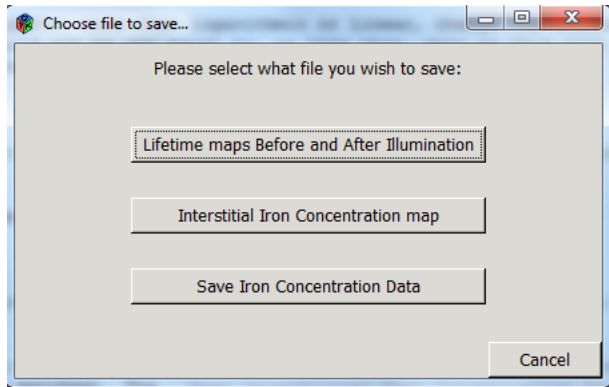 Choose file to save...
Please select what file you wish to save:
Lifetime maps Before and After Illumination
Interstitial Iron Concentration map
Save Iron Concentration Data
Cancel